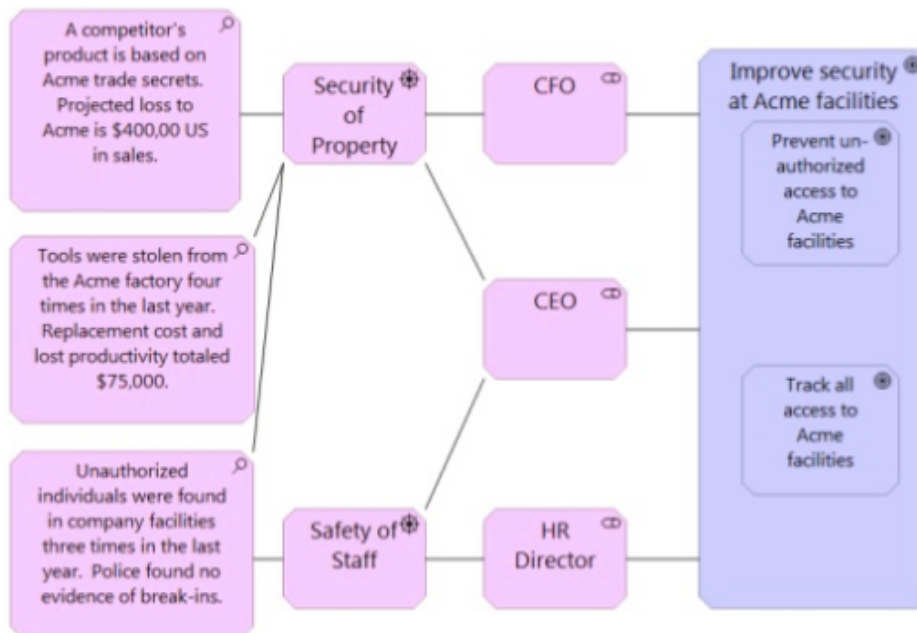 A competitor's
product is based on
Acme trade secrets.
Projected loss to
Acme is $400,00 US
in sales.
Security
of
Property
CFO
Improve security
at Acme facilities
Prevent un-
authorized
access to
Acme
facilities
Tools were stolen from
the Acme factory four
times in the last year.
Replacement cost and
lost productivity totaled
$75,000.
CEO
Track all
access to
Acme
facilities
Unauthorized
individuals were found
in company facilities
three times in the last
year.  Police found no
evidence of break-ins.
Safety of
Staff
HR
Director